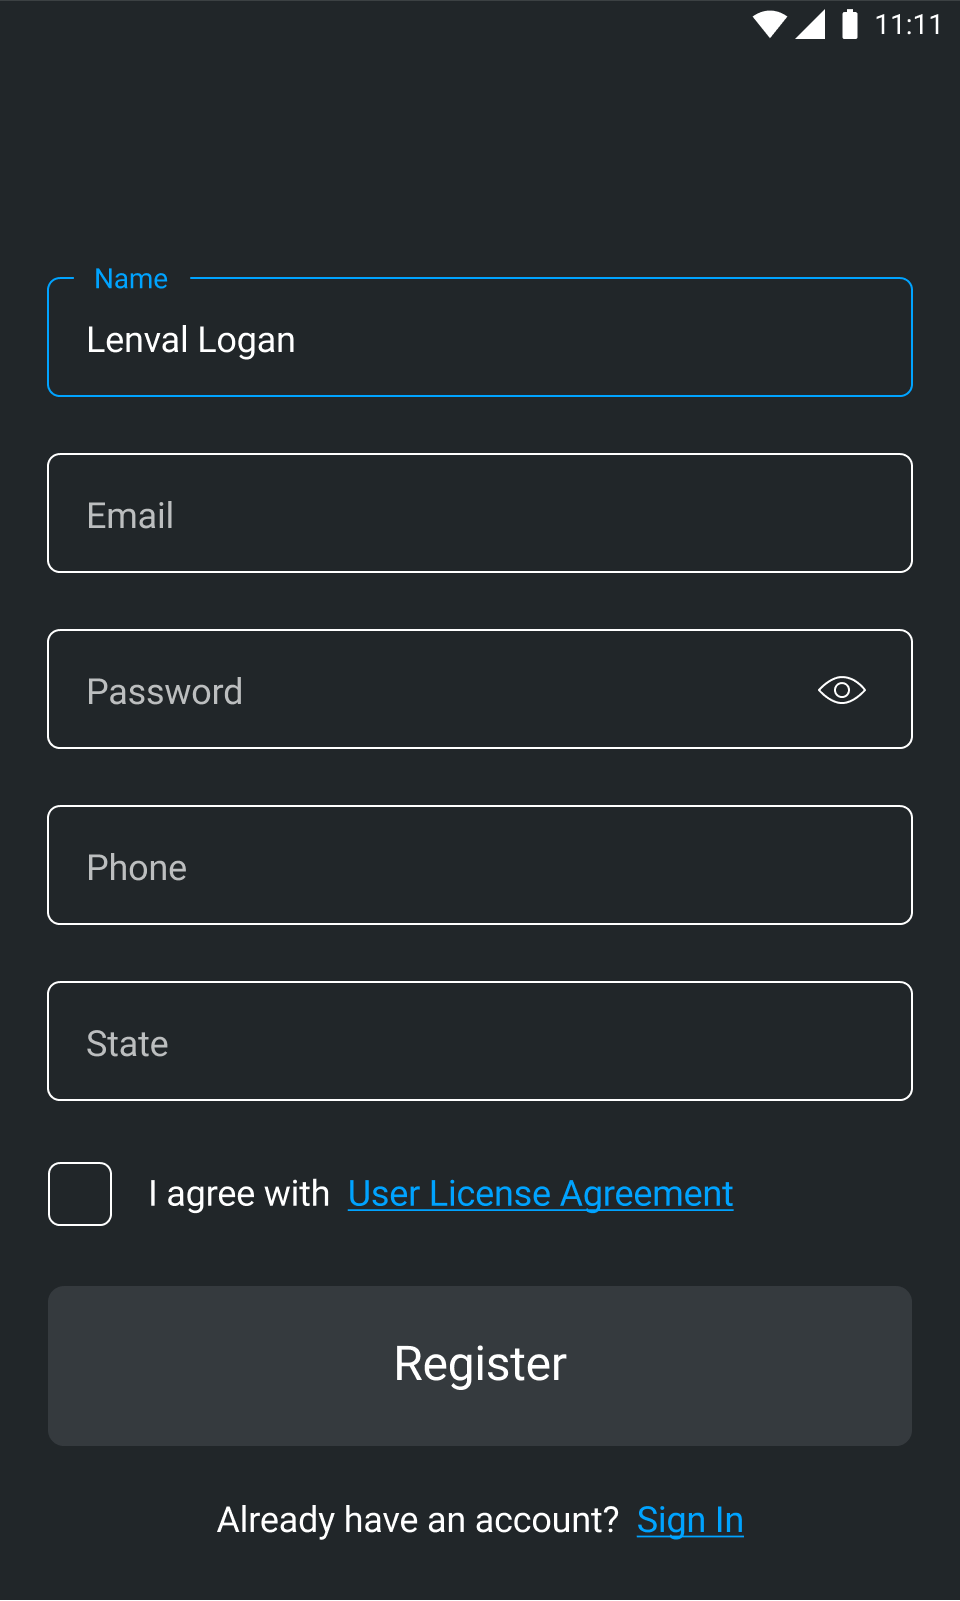 11:11
Name
Lenval Logan
Email
Password
Phone
State
I agree with User License Agreement
Register
Already have an account? Sign In